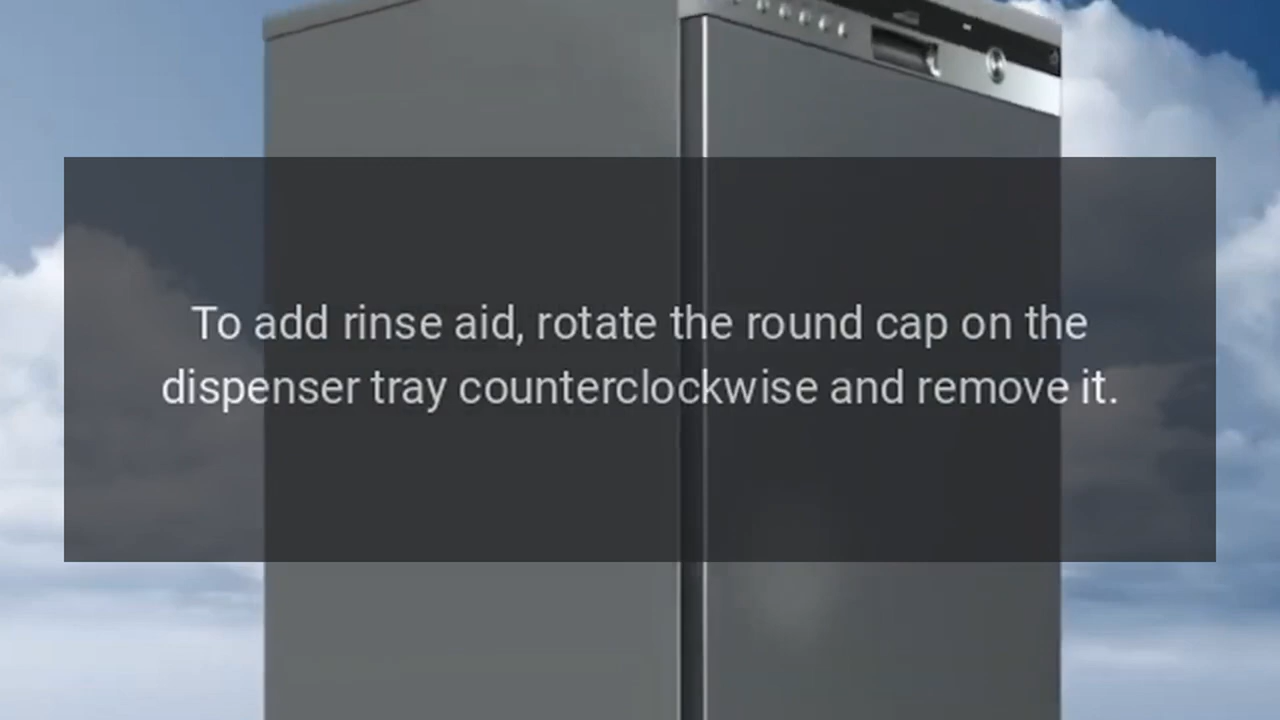 To add rinse aid, rotate the round cap on the
dispenser tray counterclockwise and remove it.